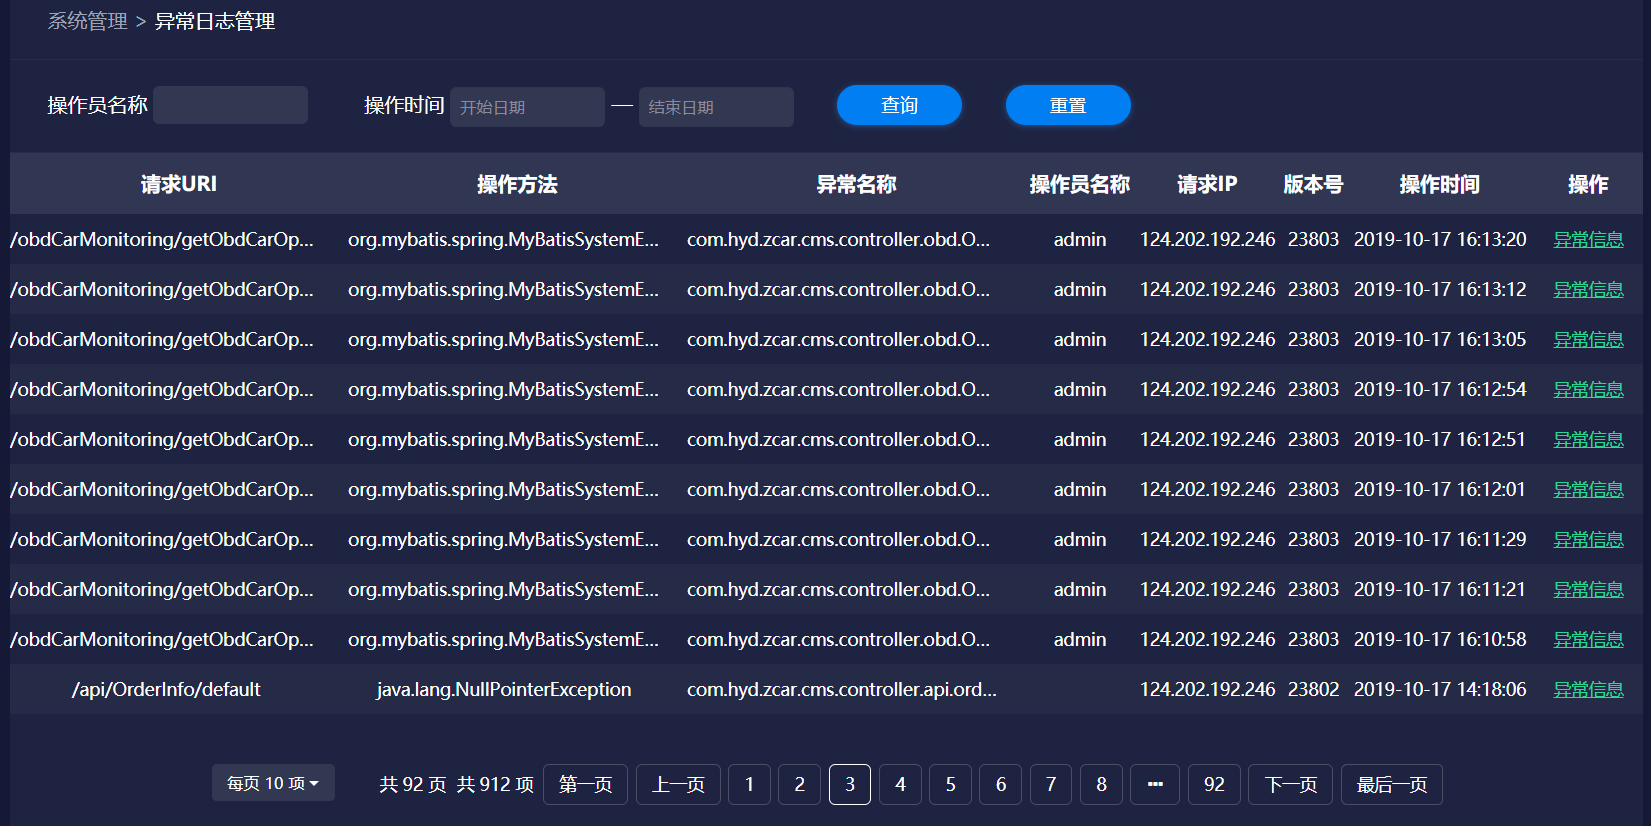 系统管理 > 异常日志管理
操作员名称 操作时间 开始日期 — 结束日期 查询 重置
请求URI 操作方法 异常名称 操作员名称 请求IP 版本号 操作时间 操作
/obdCarMonitoring/getObdCarOp... org.mybatis.spring.MyBatisSystemE... com.hyd.zcar.cms.controller.obd.O... admin 124.202.192.246 23803 2019-10-17 16:13:20 异常信息
/obdCarMonitoring/getObdCarOp... org.mybatis.spring.MyBatisSystemE... com.hyd.zcar.cms.controller.obd.O... admin 124.202.192.246 23803 2019-10-17 16:13:12 异常信息
/obdCarMonitoring/getObdCarOp... org.mybatis.spring.MyBatisSystemE... com.hyd.zcar.cms.controller.obd.O... admin 124.202.192.246 23803 2019-10-17 16:13:05 异常信息
/obdCarMonitoring/getObdCarOp... org.mybatis.spring.MyBatisSystemE... com.hyd.zcar.cms.controller.obd.O... admin 124.202.192.246 23803 2019-10-17 16:12:54 异常信息
/obdCarMonitoring/getObdCarOp... org.mybatis.spring.MyBatisSystemE... com.hyd.zcar.cms.controller.obd.O... admin 124.202.192.246 23803 2019-10-17 16:12:51 异常信息
/obdCarMonitoring/getObdCarOp... org.mybatis.spring.MyBatisSystemE... com.hyd.zcar.cms.controller.obd.O... admin 124.202.192.246 23803 2019-10-17 16:12:01 异常信息
/obdCarMonitoring/getObdCarOp... org.mybatis.spring.MyBatisSystemE... com.hyd.zcar.cms.controller.obd.O... admin 124.202.192.246 23803 2019-10-17 16:11:29 异常信息
/obdCarMonitoring/getObdCarOp... org.mybatis.spring.MyBatisSystemE... com.hyd.zcar.cms.controller.obd.O... admin 124.202.192.246 23803 2019-10-17 16:11:21 异常信息
/obdCarMonitoring/getObdCarOp... org.mybatis.spring.MyBatisSystemE... com.hyd.zcar.cms.controller.obd.O... admin 124.202.192.246 23803 2019-10-17 16:10:58 异常信息
/api/OrderInfo/default java.lang.NullPointerException com.hyd.zcar.cms.controller.api.ord... 124.202.192.246 23802 2019-10-17 14:18:06 异常信息
每页 10 项 共 92 页 共 912 项 第一页 上一页 1 2 3 4 5 6 7 8 ... 92 下一页 最后一页